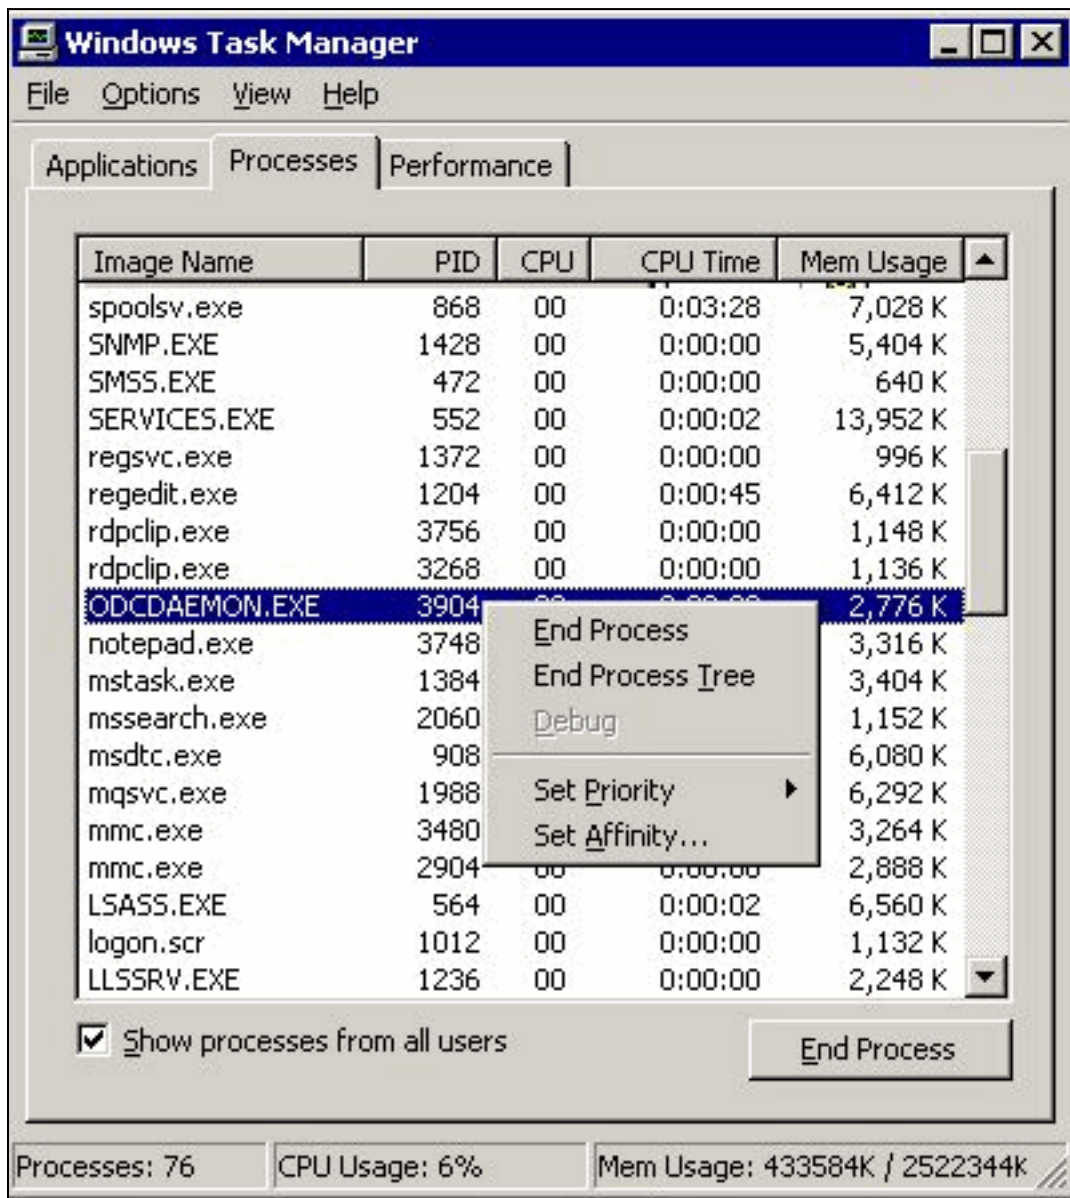 Windows Task Manager
File Options View Help
Applications Processes Performance
Image Name PID CPU CPU Time Mem Usage
spoolsv.exe 868 00 0:03:28 7,028 K
SNMP.EXE 1428 00 0:00:00 5,404 K
SMSS.EXE 472 00 0:00:00 640 K
SERVICES.EXE 552 00 0:00:02 13,952 K
regsvc.exe 1372 00 0:00:00 996 K
regedit.exe 1204 00 0:00:45 6,412 K
rdpclip.exe 3756 00 0:00:00 1,148 K
rdpclip.exe 3268 00 0:00:00 1,136 K
ODCDAEMON.EXE 3904 2,776 K
End Process
notepad.exe 3748 3,316 K
End Process Tree
mstask.exe 1384 3,404 K
mssearch.exe 2060 1,152 K
Debug
msdtc.exe 908 6,080 K
mqsvc.exe 1988 6,292 K
Set Priority
mmc.exe 3480 3,264 K
Set Affinity...
mmc.exe 2904 2,888 K
LSASS.EXE 564 00 0:00:02 6,560 K
logon.scr 1012 00 0:00:00 1,132 K
LLSSRV.EXE 1236 00 0:00:00 2,248 K
Show processes from all users
End Process
Processes: 76 CPU Usage: 6% Mem Usage: 433584K / 2522344K